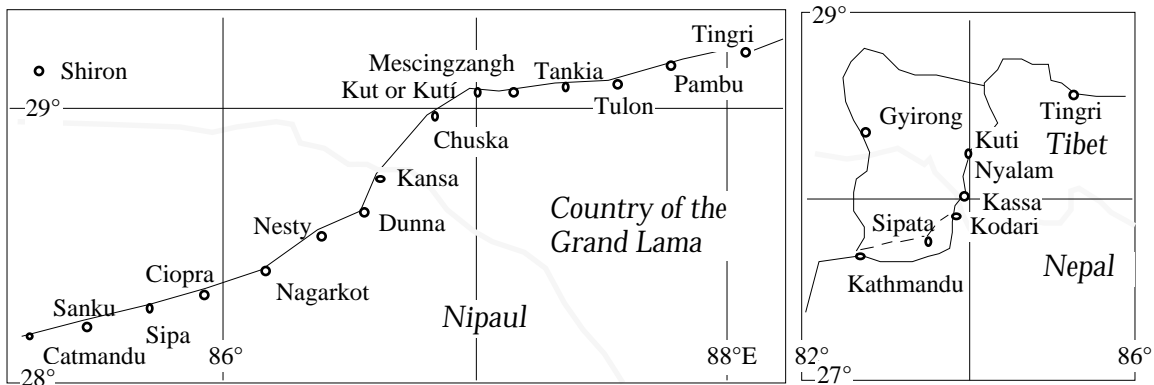 Shiron
Tingri
Mescingzangh
Tankia
Pambu
Kut or Kutí
Tulon
29°
Chuska
Kansa
Dunna
Nesty
Country of the
Grand Lama
Ciopra
Nagarkot
Sanku
Sipa
Nipaul
Catmandu
28°
86°
88°E
29°
Gyirong
Tingri
Kuti
Tibet
Nyalam
Kassa
Sipata
Kodari
Kathmandu
Nepal
82°
86°
27°